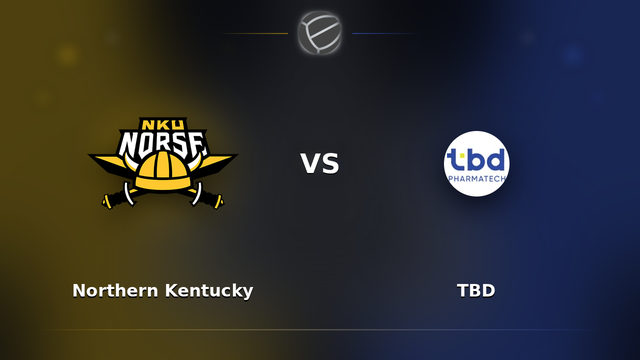 NKU
NORSE
VS
tbd
PHARMATECH
Northern Kentucky
TBD